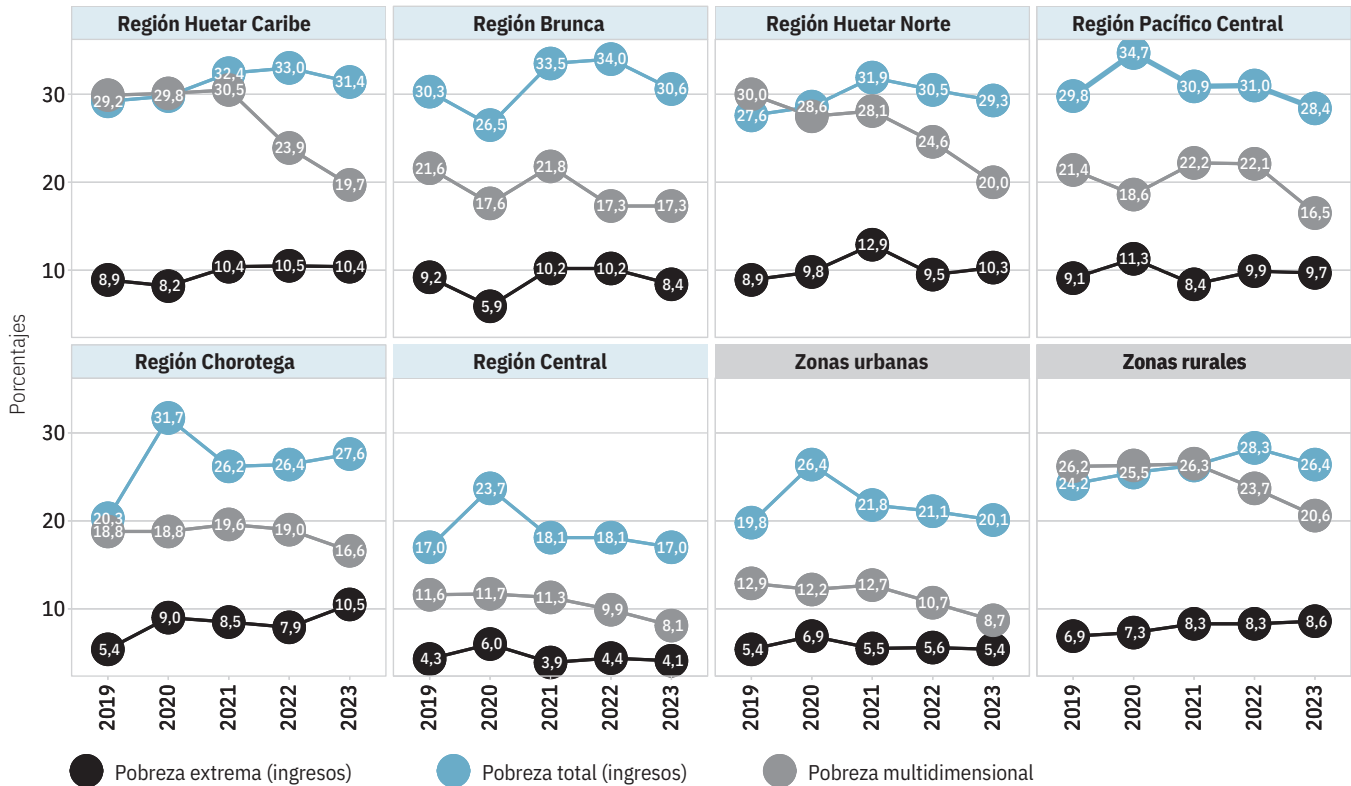 Región Huetar Caribe
Región Brunca
Región Huetar Norte
Región Pacífico Central
30
20
10
29,2 29,8 32,4 33,0 31,4
30,5 23,9 19,7
8,9 8,2 10,4 10,5 10,4
30,3 26,5 33,5 34,0 30,6
21,6 17,6 21,8 17,3 17,3
9,2 5,9 10,2 10,2 8,4
27,6 28,6 31,9 30,5 29,3
30,0 28,1 24,6 20,0
8,9 9,8 12,9 9,5 10,3
29,8 34,7 30,9 31,0 28,4
21,4 18,6 22,2 22,1 16,5
9,1 11,3 8,4 9,9 9,7
Porcentajes
Región Chorotega
Región Central
Zonas urbanas
Zonas rurales
30
20
10
20,3 31,7 26,2 26,4 27,6
18,8 18,8 19,6 19,0 16,6
5,4 9,0 8,5 7,9 10,5
17,0 23,7 18,1 18,1 17,0
11,6 11,7 11,3 9,9 8,1
4,3 6,0 3,9 4,4 4,1
19,8 26,4 21,8 21,1 20,1
12,9 12,2 12,7 10,7 8,7
5,4 6,9 5,5 5,6 5,4
24,2 25,5 28,3 26,4
26,2 26,3 23,7 20,6
6,9 7,3 8,3 8,3 8,6
2019 2020 2021 2022 2023
2019 2020 2021 2022 2023
2019 2020 2021 2022 2023
2019 2020 2021 2022 2023
Pobreza extrema (ingresos)
Pobreza total (ingresos)
Pobreza multidimensional